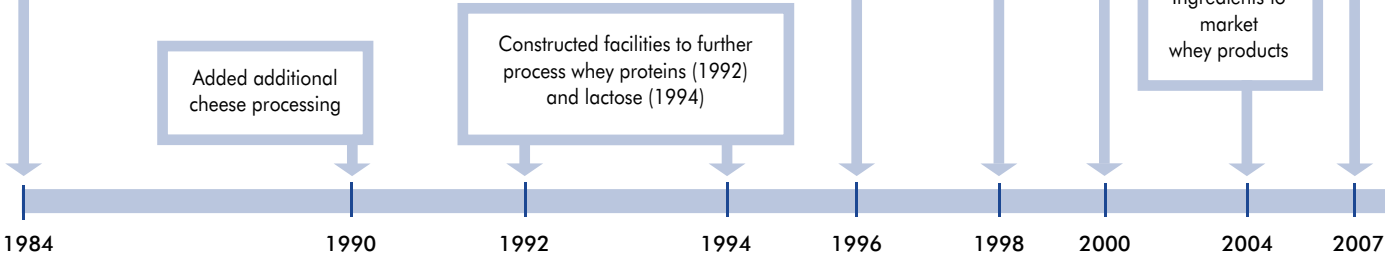 Added additional
cheese processing
Constructed facilities to further
process whey proteins (1992)
and lactose (1994)
ingredients to
market
whey products
1984
1990
1992
1994
1996
1998
2000
2004
2007